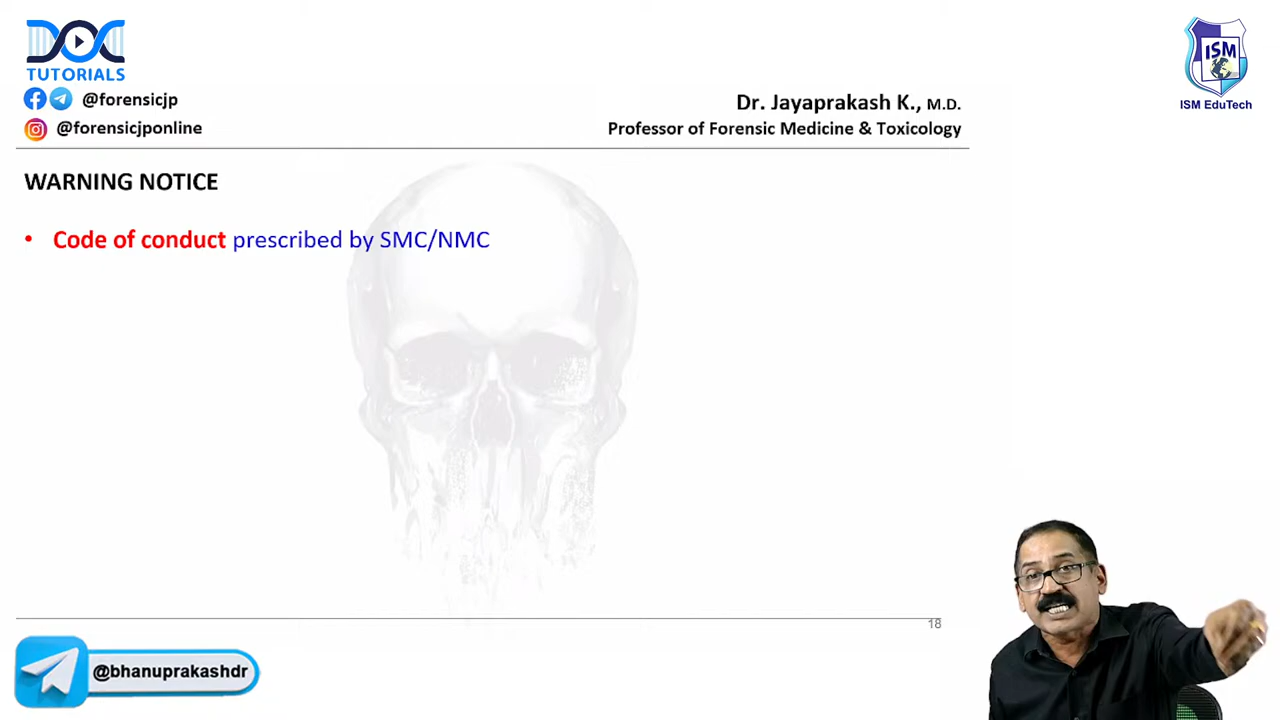 TUTORIALS
@forensicjp
@forensicjponline
ISM
ISM EduTech
Dr. Jayaprakash K., M.D.
Professor of Forensic Medicine & Toxicology
WARNING NOTICE
• Code of conduct prescribed by SMC/NMC
18
@bhanuprakashdr